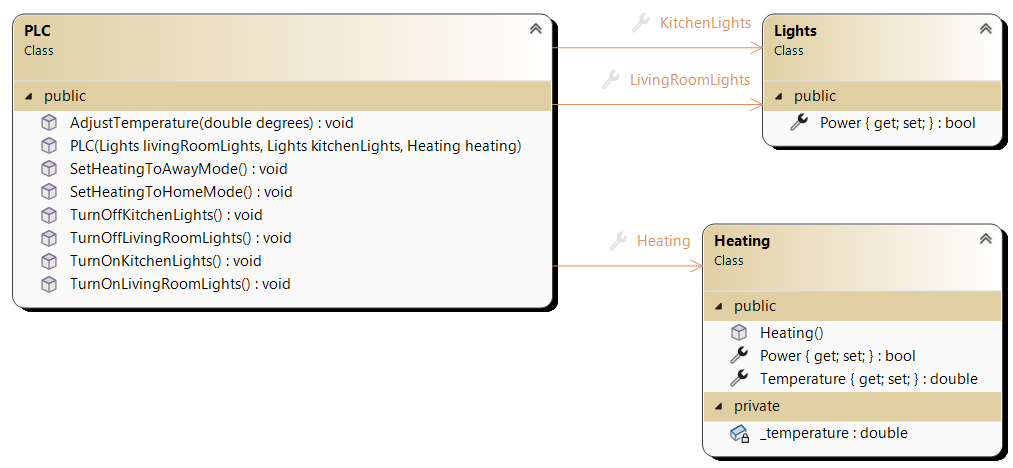 PLC
Class
public
AdjustTemperature(double degrees) : void
PLC(Lights livingRoomLights, Lights kitchenLights, Heating heating)
SetHeatingToAwayMode() : void
SetHeatingToHomeMode() : void
TurnOffKitchenLights() : void
TurnOffLivingRoomLights() : void
TurnOnKitchenLights() : void
TurnOnLivingRoomLights() : void
KitchenLights
LivingRoomLights
Lights
Class
public
Power { get; set; } : bool
Heating
Heating
Class
public
Heating()
Power { get; set; } : bool
Temperature { get; set; } : double
private
_temperature : double